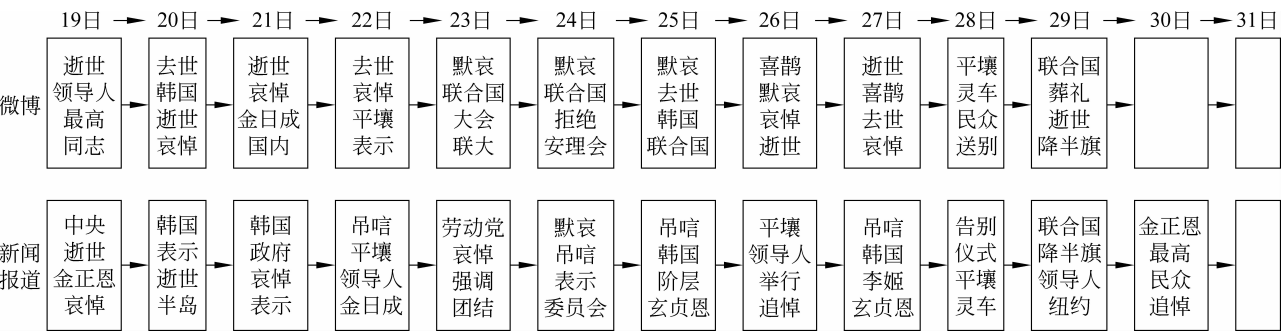 19日 20日 21日 22日 23日 24日 25日 26日 27日 28日 29日 30日 31日
微博
逝世 去世 逝世 去世 默哀 默哀 默哀 喜鹊 逝世 平壤 联合国
领导人 韩国 哀悼 哀悼 联合国 联合国 去世 默哀 喜鹊 灵车 葬礼
最高 逝世 金日成 平壤 大会 拒绝 韩国 哀悼 去世 民众 逝世
同志 哀悼 国内 表示 联大 安理会 联合国 逝世 哀悼 送别 降半旗
新闻
报道
中央 韩国 韩国 吊唁 劳动党 默哀 吊唁 平壤 吊唁 告别 联合国 金正恩
逝世 表示 政府 平壤 哀悼 吊唁 韩国 领导人 韩国 仪式 降半旗 最高
金正恩 逝世 哀悼 领导人 强调 表示 阶层 举行 李姬 平壤 领导人 民众
哀悼 半岛 表示 金日成 团结 委员会 玄贞恩 追悼 玄贞恩 灵车 纽约 追悼